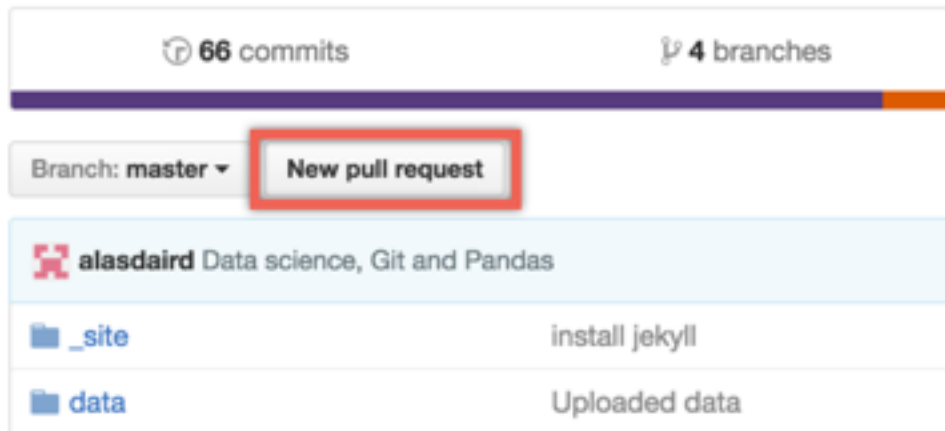 66 commits 4 branches
Branch: master New pull request
alasdaird Data science, Git and Pandas
_site install jekyll
data Uploaded data